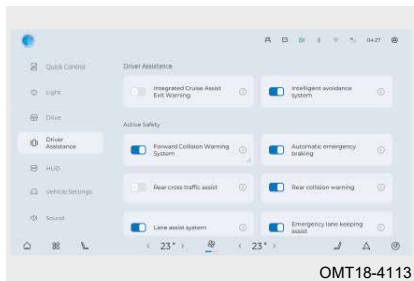 04:27
Quick Control
Light
Drive
Driver
Assistance
HUD
Vehicle Settings
Sound
Driver Assistance
Integrated Cruise Assist
Exit Warning
Intelligent avoidance
system
Active Safety
Forward Collision Warning
System
Automatic emergency
braking
Rear cross traffic assist
Rear collision warning
Lane assist system
Emergency lane keeping
assist
23°
23°
OMT18-4113